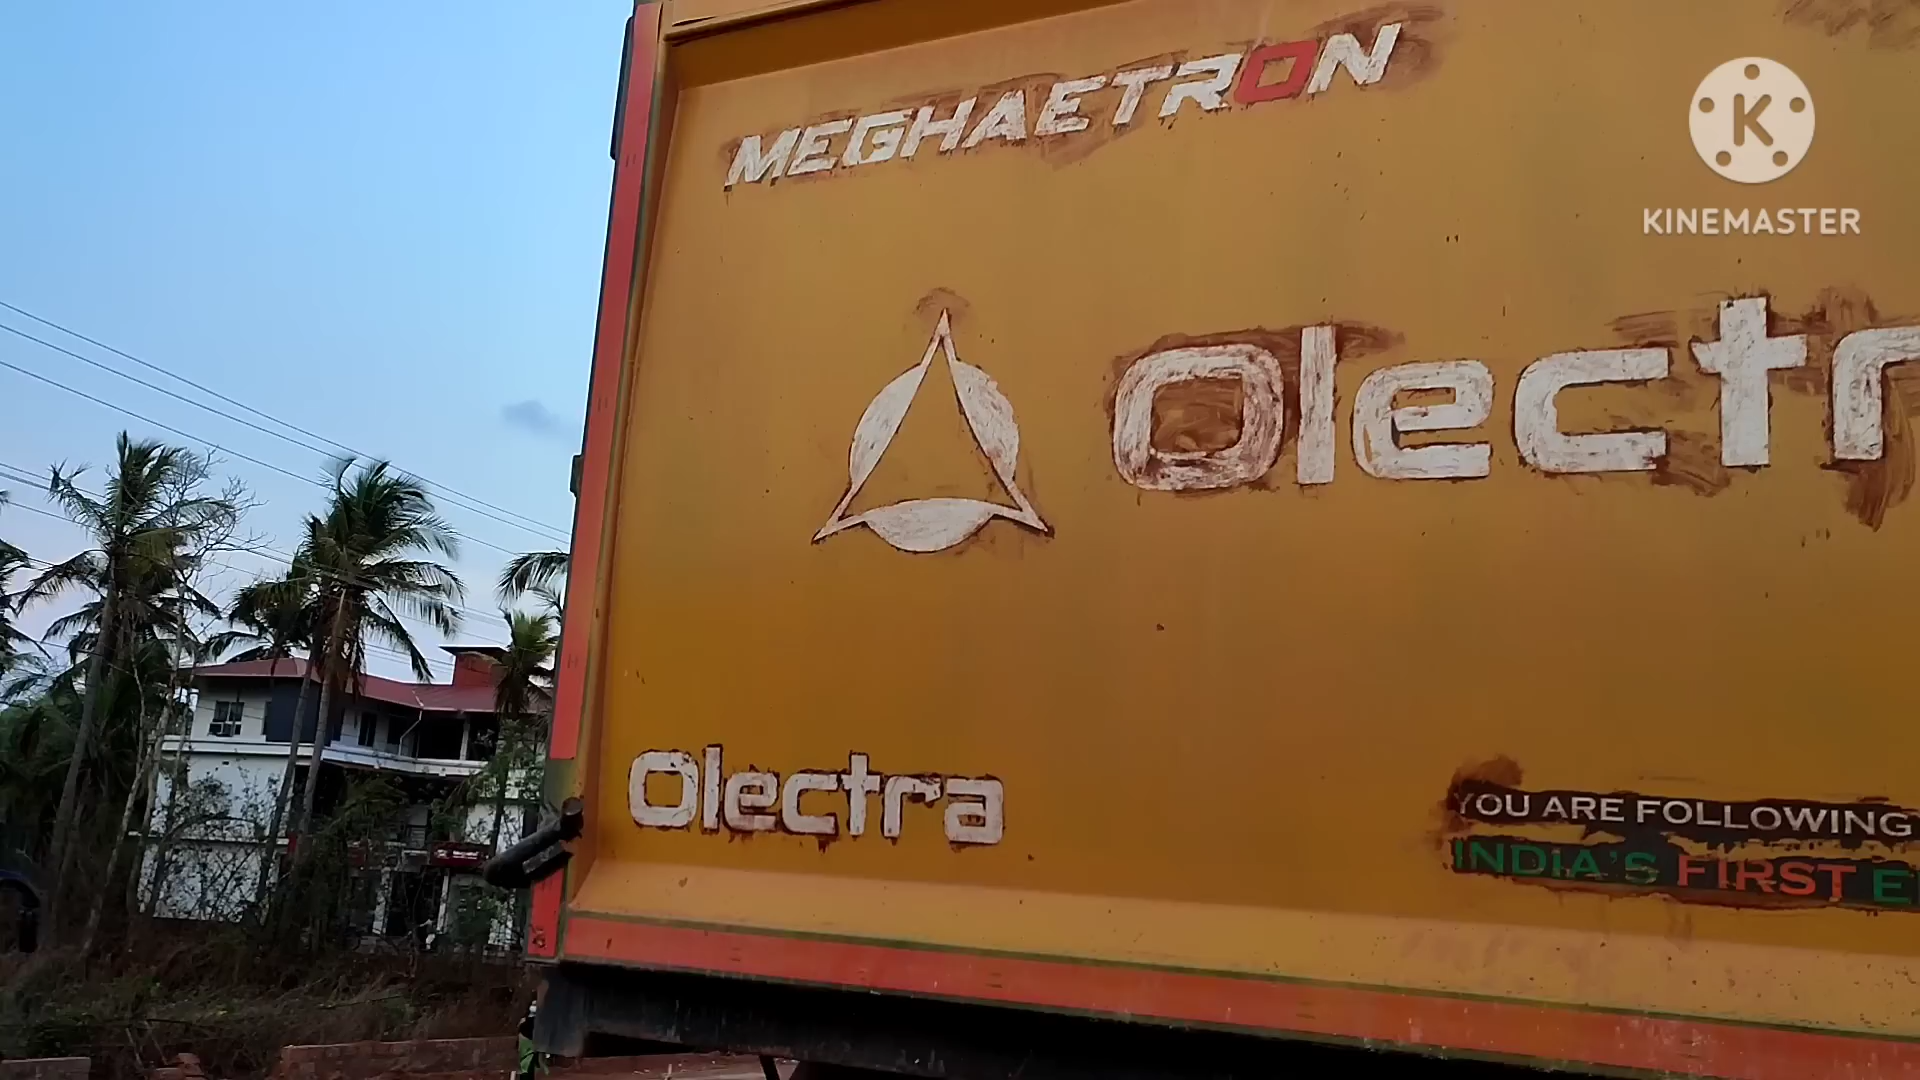 MEGHAETRON
K
KINEMASTER
Olectr
Olectra
YOU ARE FOLLOWING
INDIA'S FIRST E